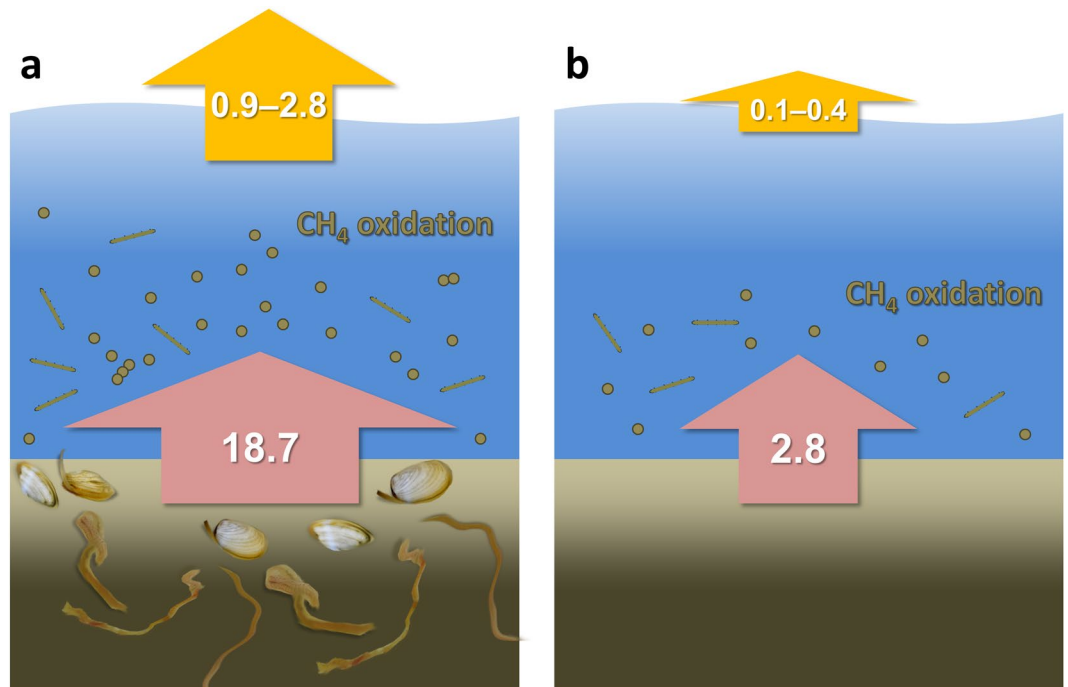 a
0.9–2.8
CH₄ oxidation
18.7
b
0.1–0.4
CH₄ oxidation
2.8